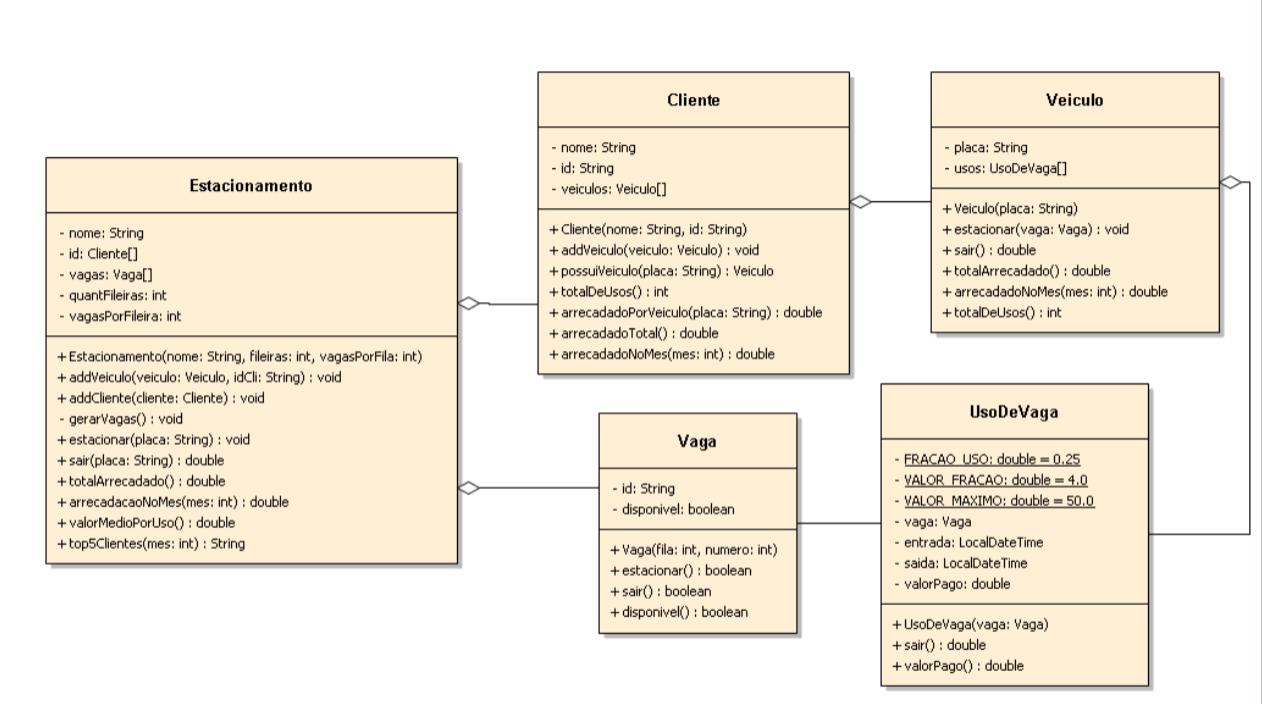 Estacionamento
- nome: String
- id: Cliente[]
- vagas: Vaga[]
- quantFileiras: int
- vagasPorFileira: int
+ Estacionamento(nome: String, fileiras: int, vagasPorFila: int)
+ addVeiculo(veiculo: Veiculo, idCli: String) : void
+ addCliente(cliente: Cliente) : void
- gerarVagas() : void
+ estacionar(placa: String) : void
+ sair(placa: String) : double
+ totalArrecadado() : double
+ arrecadacaoNoMes(mes: int) : double
+ valorMedioPorUso() : double
+ top5Clientes(mes: int) : String
Cliente
- nome: String
- id: String
- veiculos: Veiculo[]
+ Cliente(nome: String, id: String)
+ addVeiculo(veiculo: Veiculo) : void
+ possuiVeiculo(placa: String) : Veiculo
+ totalDeUsos() : int
+ arrecadadoPorVeiculo(placa: String) : double
+ arrecadadoTotal() : double
+ arrecadadoNoMes(mes: int) : double
Veiculo
- placa: String
- usos: UsoDeVaga[]
+ Veiculo(placa: String)
+ estacionar(vaga: Vaga) : void
+ sair() : double
+ totalArrecadado() : double
+ arrecadadoNoMes(mes: int) : double
+ totalDeUsos() : int
Vaga
- id: String
- disponivel: boolean
+ Vaga(fila: int, numero: int)
+ estacionar() : boolean
+ sair() : boolean
+ disponivel() : boolean
UsoDeVaga
- FRACAO_USO: double = 0.25
- VALOR_FRACAO: double = 4.0
- VALOR_MAXIMO: double = 50.0
- vaga: Vaga
- entrada: LocalDateTime
- saida: LocalDateTime
- valorPago: double
+ UsoDeVaga(vaga: Vaga)
+ sair() : double
+ valorPago() : double